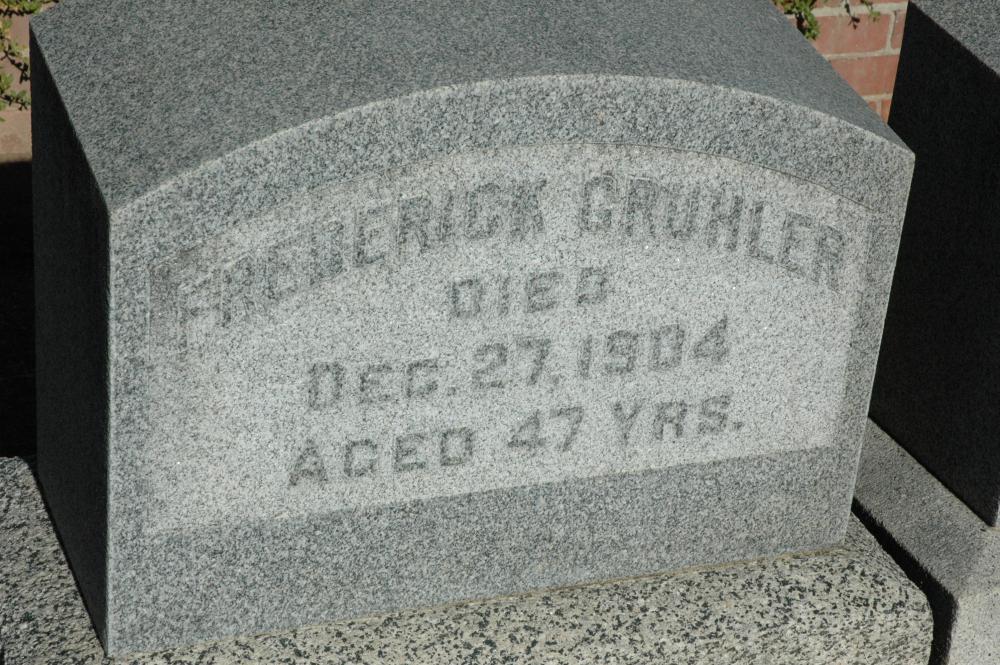 FREDERICK GRUHLER
DIED
DEC. 27, 1904
AGED 47 YRS.